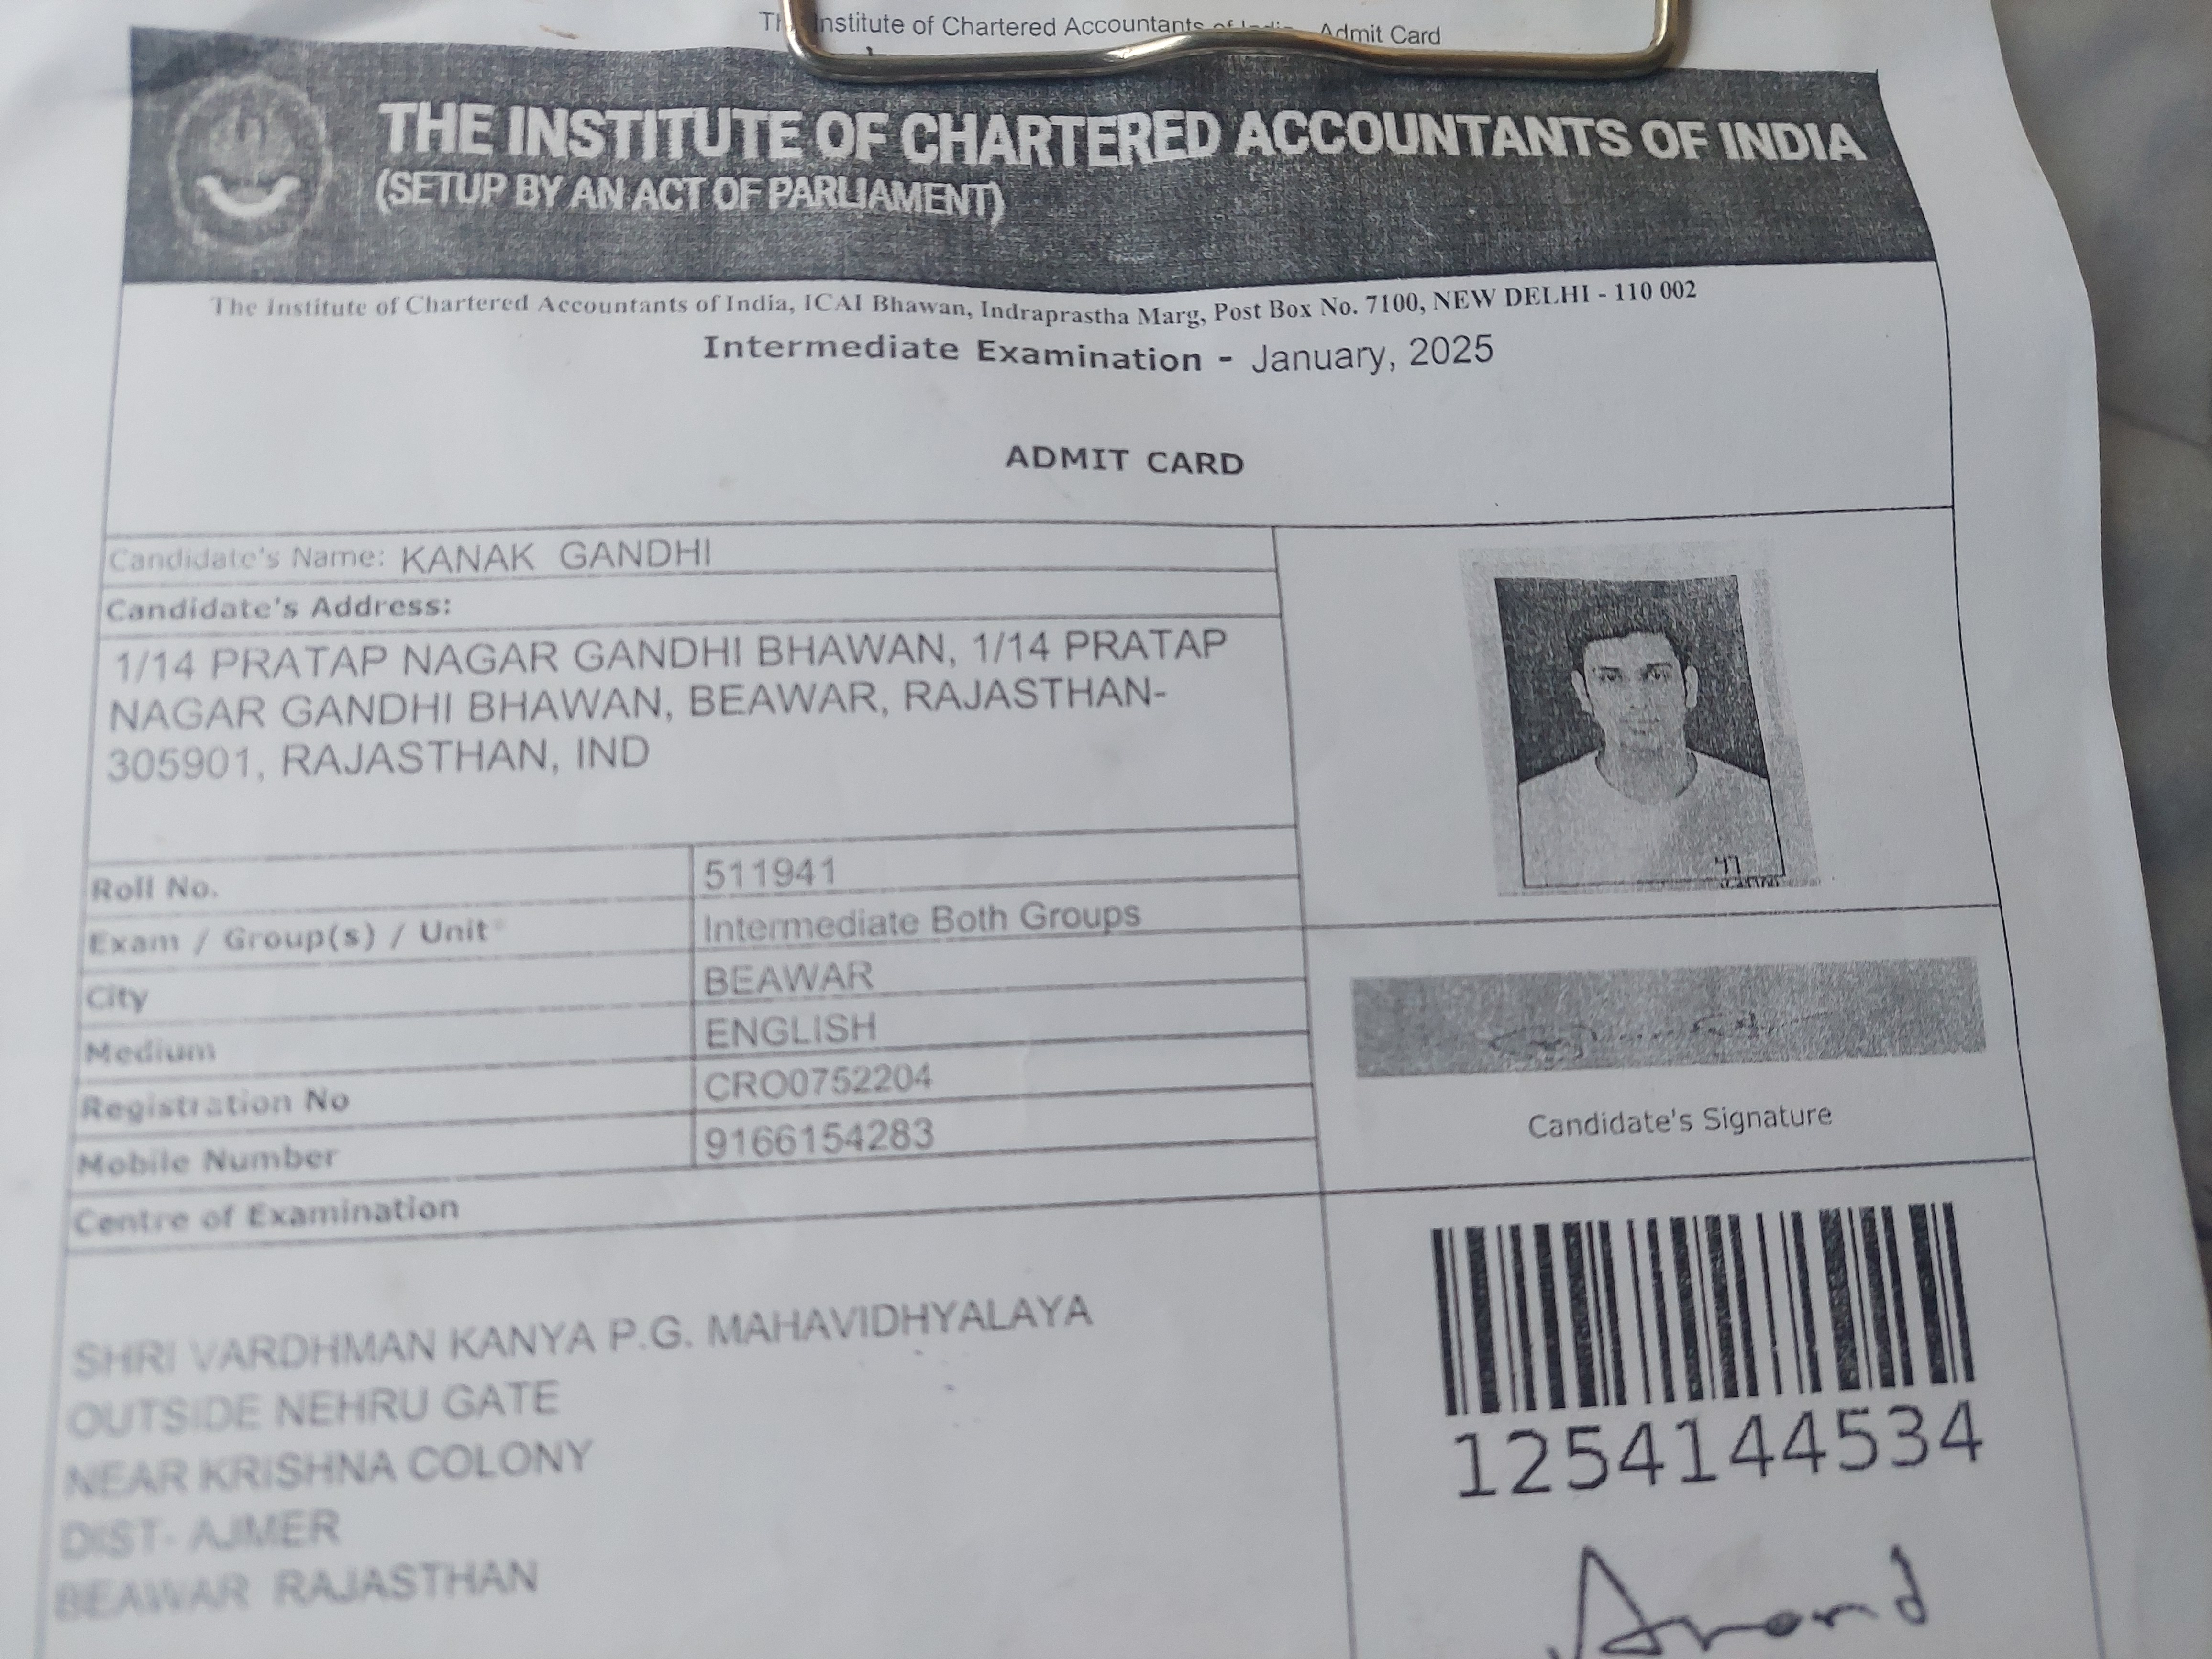 The Institute of Chartered Accountants of India Admit Card
THE INSTITUTE OF CHARTERED ACCOUNTANTS OF INDIA
(SETUP BY AN ACT OF PARLIAMENT)
The Institute of Chartered Accountants of India, ICAI Bhawan, Indraprastha Marg, Post Box No. 7100, NEW DELHI - 110 002
Intermediate Examination - January, 2025
ADMIT CARD
Candidate's Name: KANAK GANDHI
Candidate's Address:
1/14 PRATAP NAGAR GANDHI BHAWAN, 1/14 PRATAP
NAGAR GANDHI BHAWAN, BEAWAR, RAJASTHAN-
305901, RAJASTHAN, IND
Roll No. 511941
Exam / Group(s) / Unit Intermediate Both Groups
City BEAWAR
Medium ENGLISH
Registration No CRO0752204
Mobile Number 9166154283
Candidate's Signature
Centre of Examination
SHRI VARDHMAN KANYA P.G. MAHAVIDHYALAYA
OUTSIDE NEHRU GATE
NEAR KRISHNA COLONY
DIST- AJMER
BEAWAR RAJASTHAN
1254144534
Anand